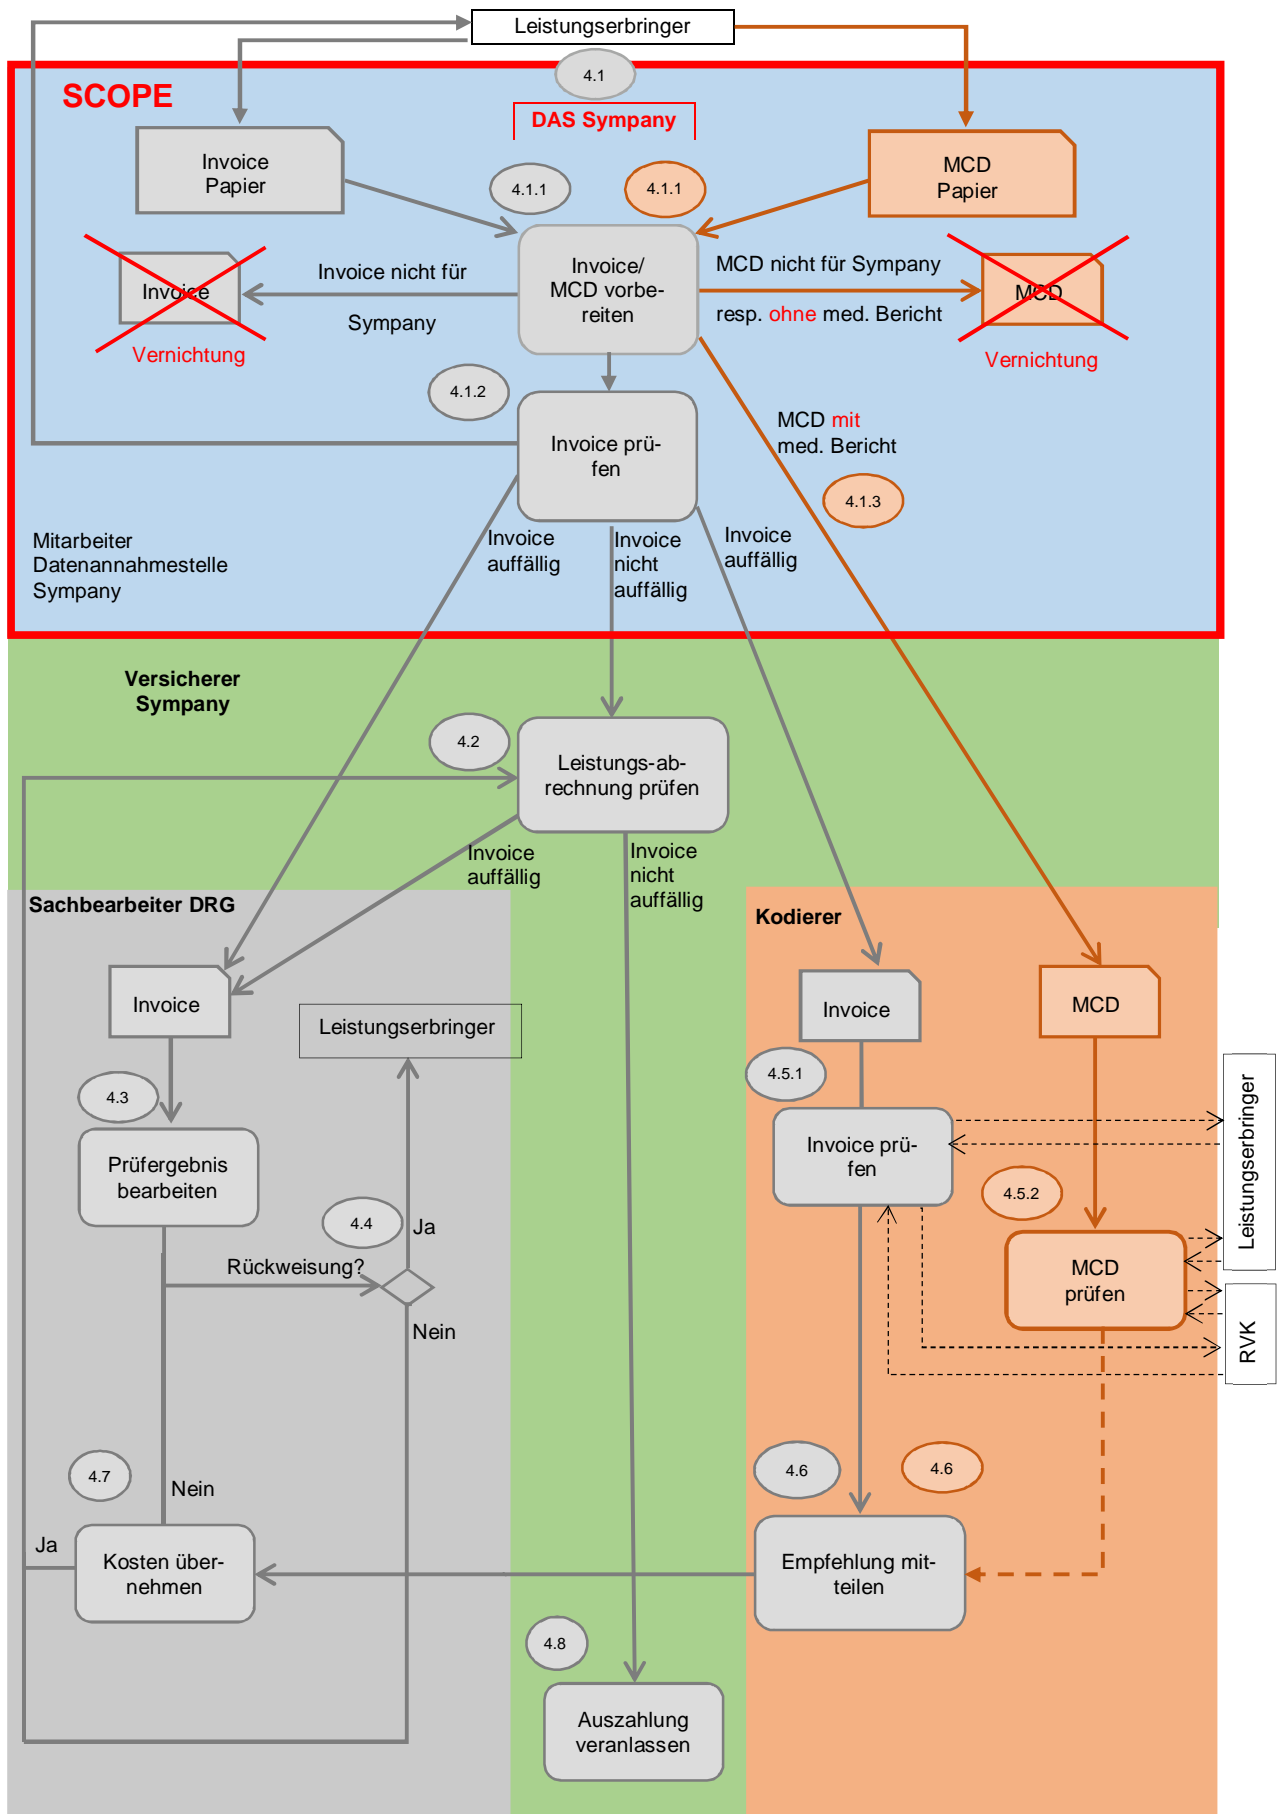 Leistungserbringer
4.1
SCOPE
DAS Sympany
Invoice
Papier
4.1.1
4.1.1
MCD
Papier
Invoice nicht für
Sympany
Invoice
Vernichtung
Invoice/
MCD vorbe-
reiten
MCD nicht für Sympany
resp. ohne med. Bericht
MCD
Vernichtung
4.1.2
Invoice prü-
fen
MCD mit
med. Bericht
4.1.3
Mitarbeiter
Datenannahmestelle
Sympany
Invoice
auffällig
Invoice
nicht
auffällig
Invoice
auffällig
Versicherer
Sympany
4.2
Leistungs-ab-
rechnung prüfen
Invoice
auffällig
Invoice
nicht
auffällig
Sachbearbeiter DRG
Kodierer
Invoice
Leistungserbringer
Invoice
MCD
4.3
4.5.1
Prüfergebnis
bearbeiten
Invoice prü-
fen
4.5.2
Leistungserbringer
4.4
Ja
Rückweisung?
Nein
MCD
prüfen
RVK
4.7
Nein
4.6
4.6
Ja
Kosten über-
nehmen
Empfehlung mit-
teilen
4.8
Auszahlung
veranlassen